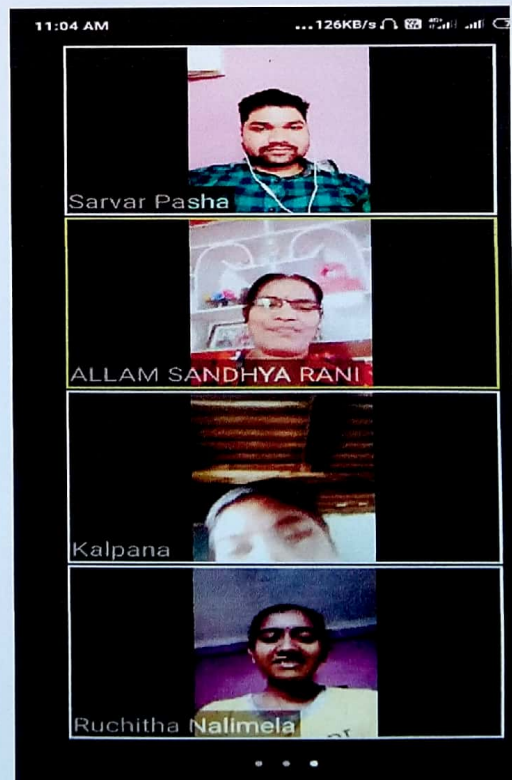 11:04 AM ...126KB/s
Sarvar Pasha
ALLAM SANDHYA RANI
Kalpana
Ruchitha Nalimela